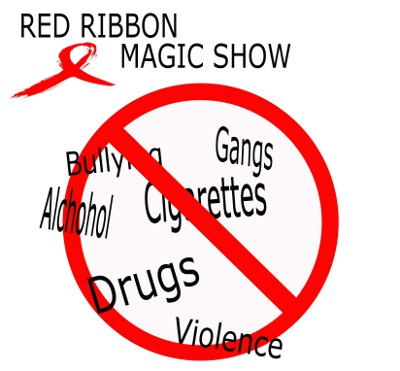 RED RIBBON
MAGIC SHOW
Bullying
Gangs
Alchohol
Cigarettes
Drugs
Violence